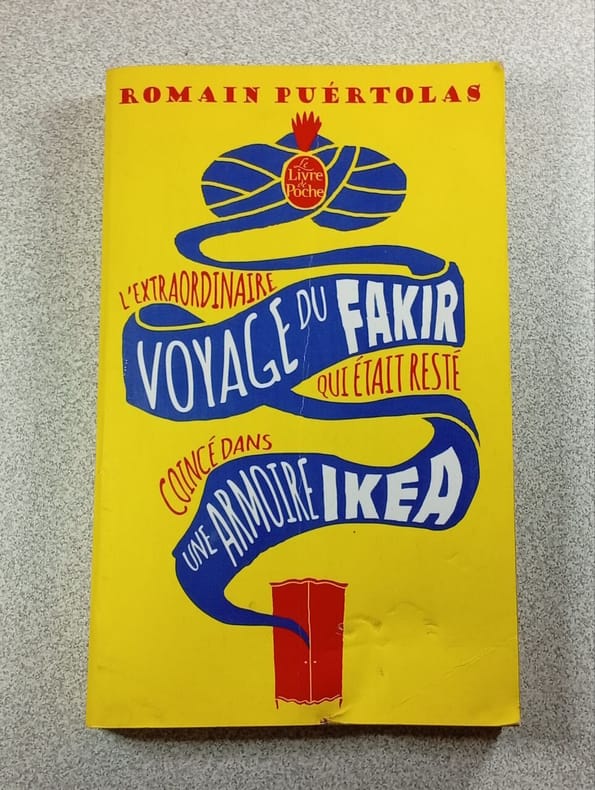 ROMAIN PUÉRTOLAS
Le
Livre
de
Poche
L'EXTRAORDINAIRE
VOYAGE DU FAKIR
QUI ÉTAIT RESTÉ
COINCÉ DANS
UNE ARMOIRE IKEA